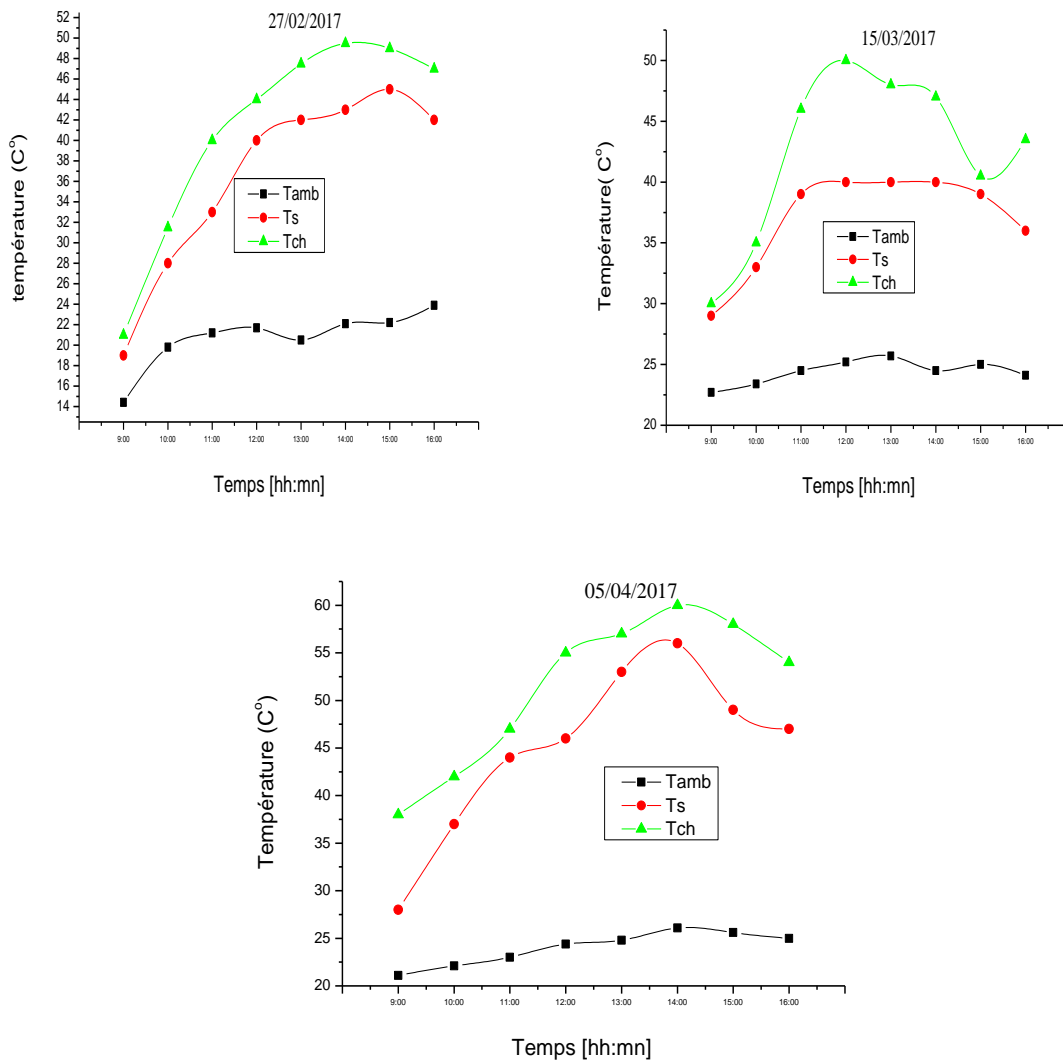 27/02/2017
température (C°)
52
50
48
46
44
42
40
38
36
34
32
30
28
26
24
22
20
18
16
14
Tamb
Ts
Tch
9:00 10:00 11:00 12:00 13:00 14:00 15:00 16:00
Temps [hh:mn]
15/03/2017
Température( C°)
50
45
40
35
30
25
20
Tamb
Ts
Tch
9:00 10:00 11:00 12:00 13:00 14:00 15:00 16:00
Temps [hh:mn]
05/04/2017
Température (C°)
60
55
50
45
40
35
30
25
20
Tamb
Ts
Tch
9:00 10:00 11:00 12:00 13:00 14:00 15:00 16:00
Temps [hh:mn]